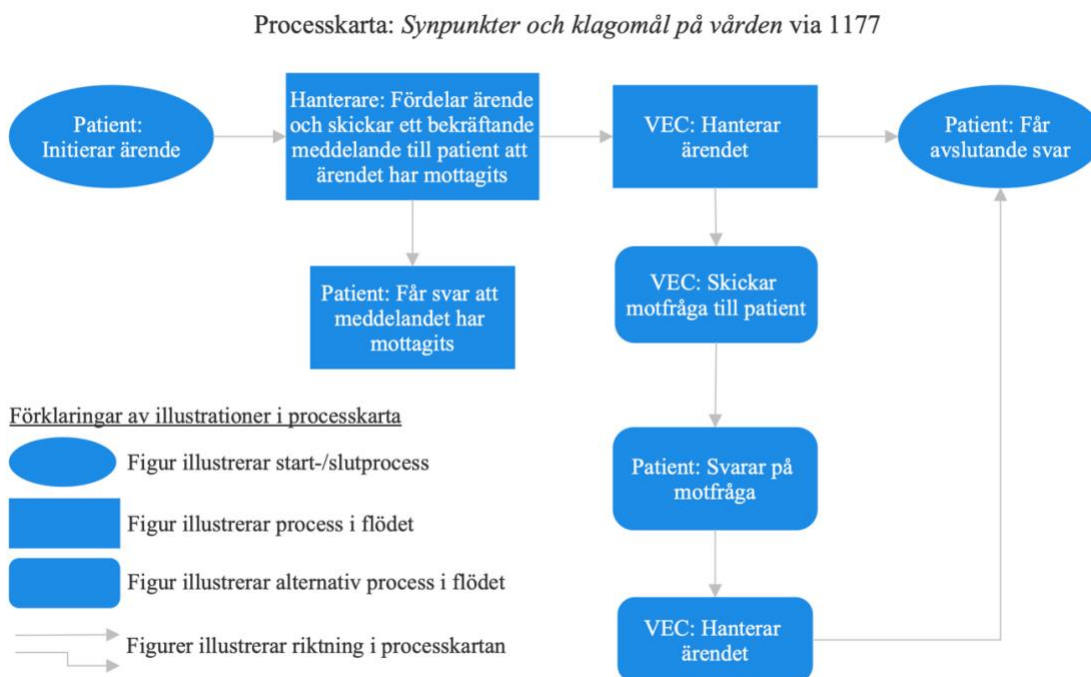 Processkarta: Synpunkter och klagomål på vården via 1177
Patient:
Initierar ärende
Hanterare: Fördelar ärende
och skickar ett bekräftande
meddelande till patient att
ärendet har mottagits
VEC: Hanterar
ärendet
Patient: Får
avslutande svar
Patient: Får svar att
meddelandet har
mottagits
VEC: Skickar
motfråga till patient
Patient: Svarar på
motfråga
VEC: Hanterar
ärendet
Förklaringar av illustrationer i processkarta
Figur illustrerar start-/slutprocess
Figur illustrerar process i flödet
Figur illustrerar alternativ process i flödet
Figurer illustrerar riktning i processkartan